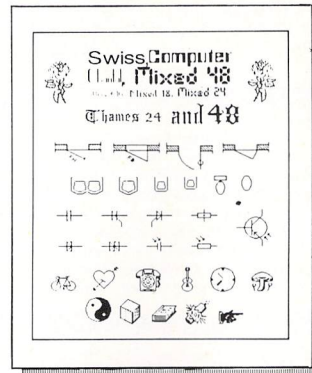 Swiss, Computer
Mixed 48
Mixed 18, Mixed 24
Thames 24 and 48